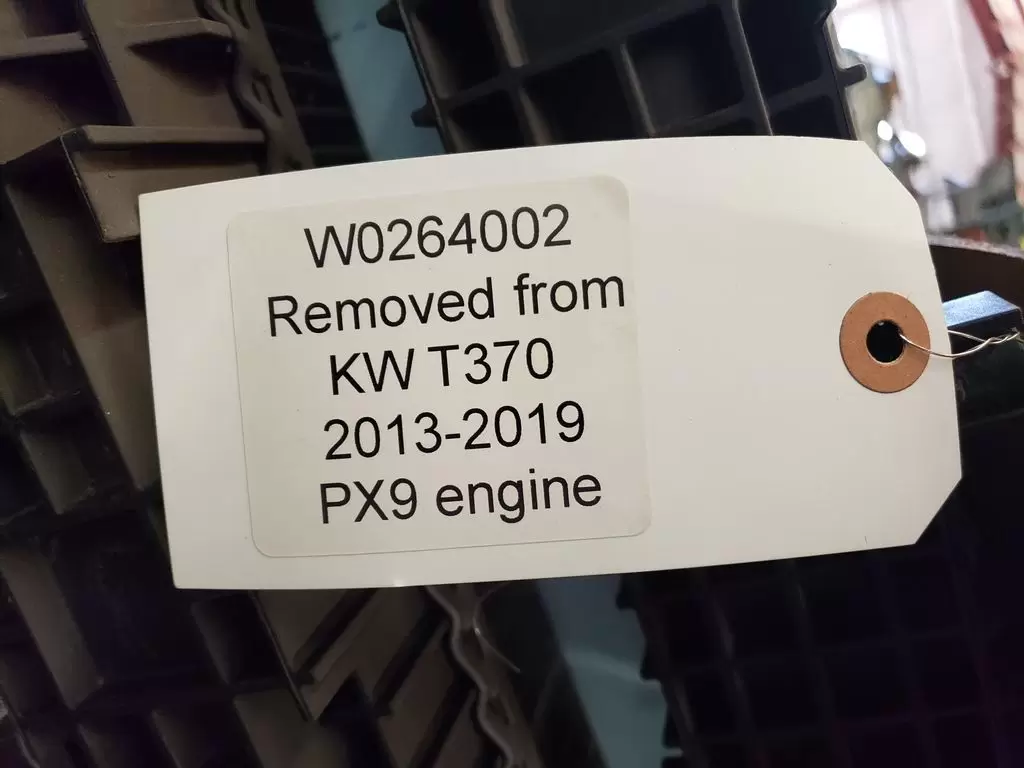 W0264002
Removed from
KW T370
2013-2019
PX9 engine